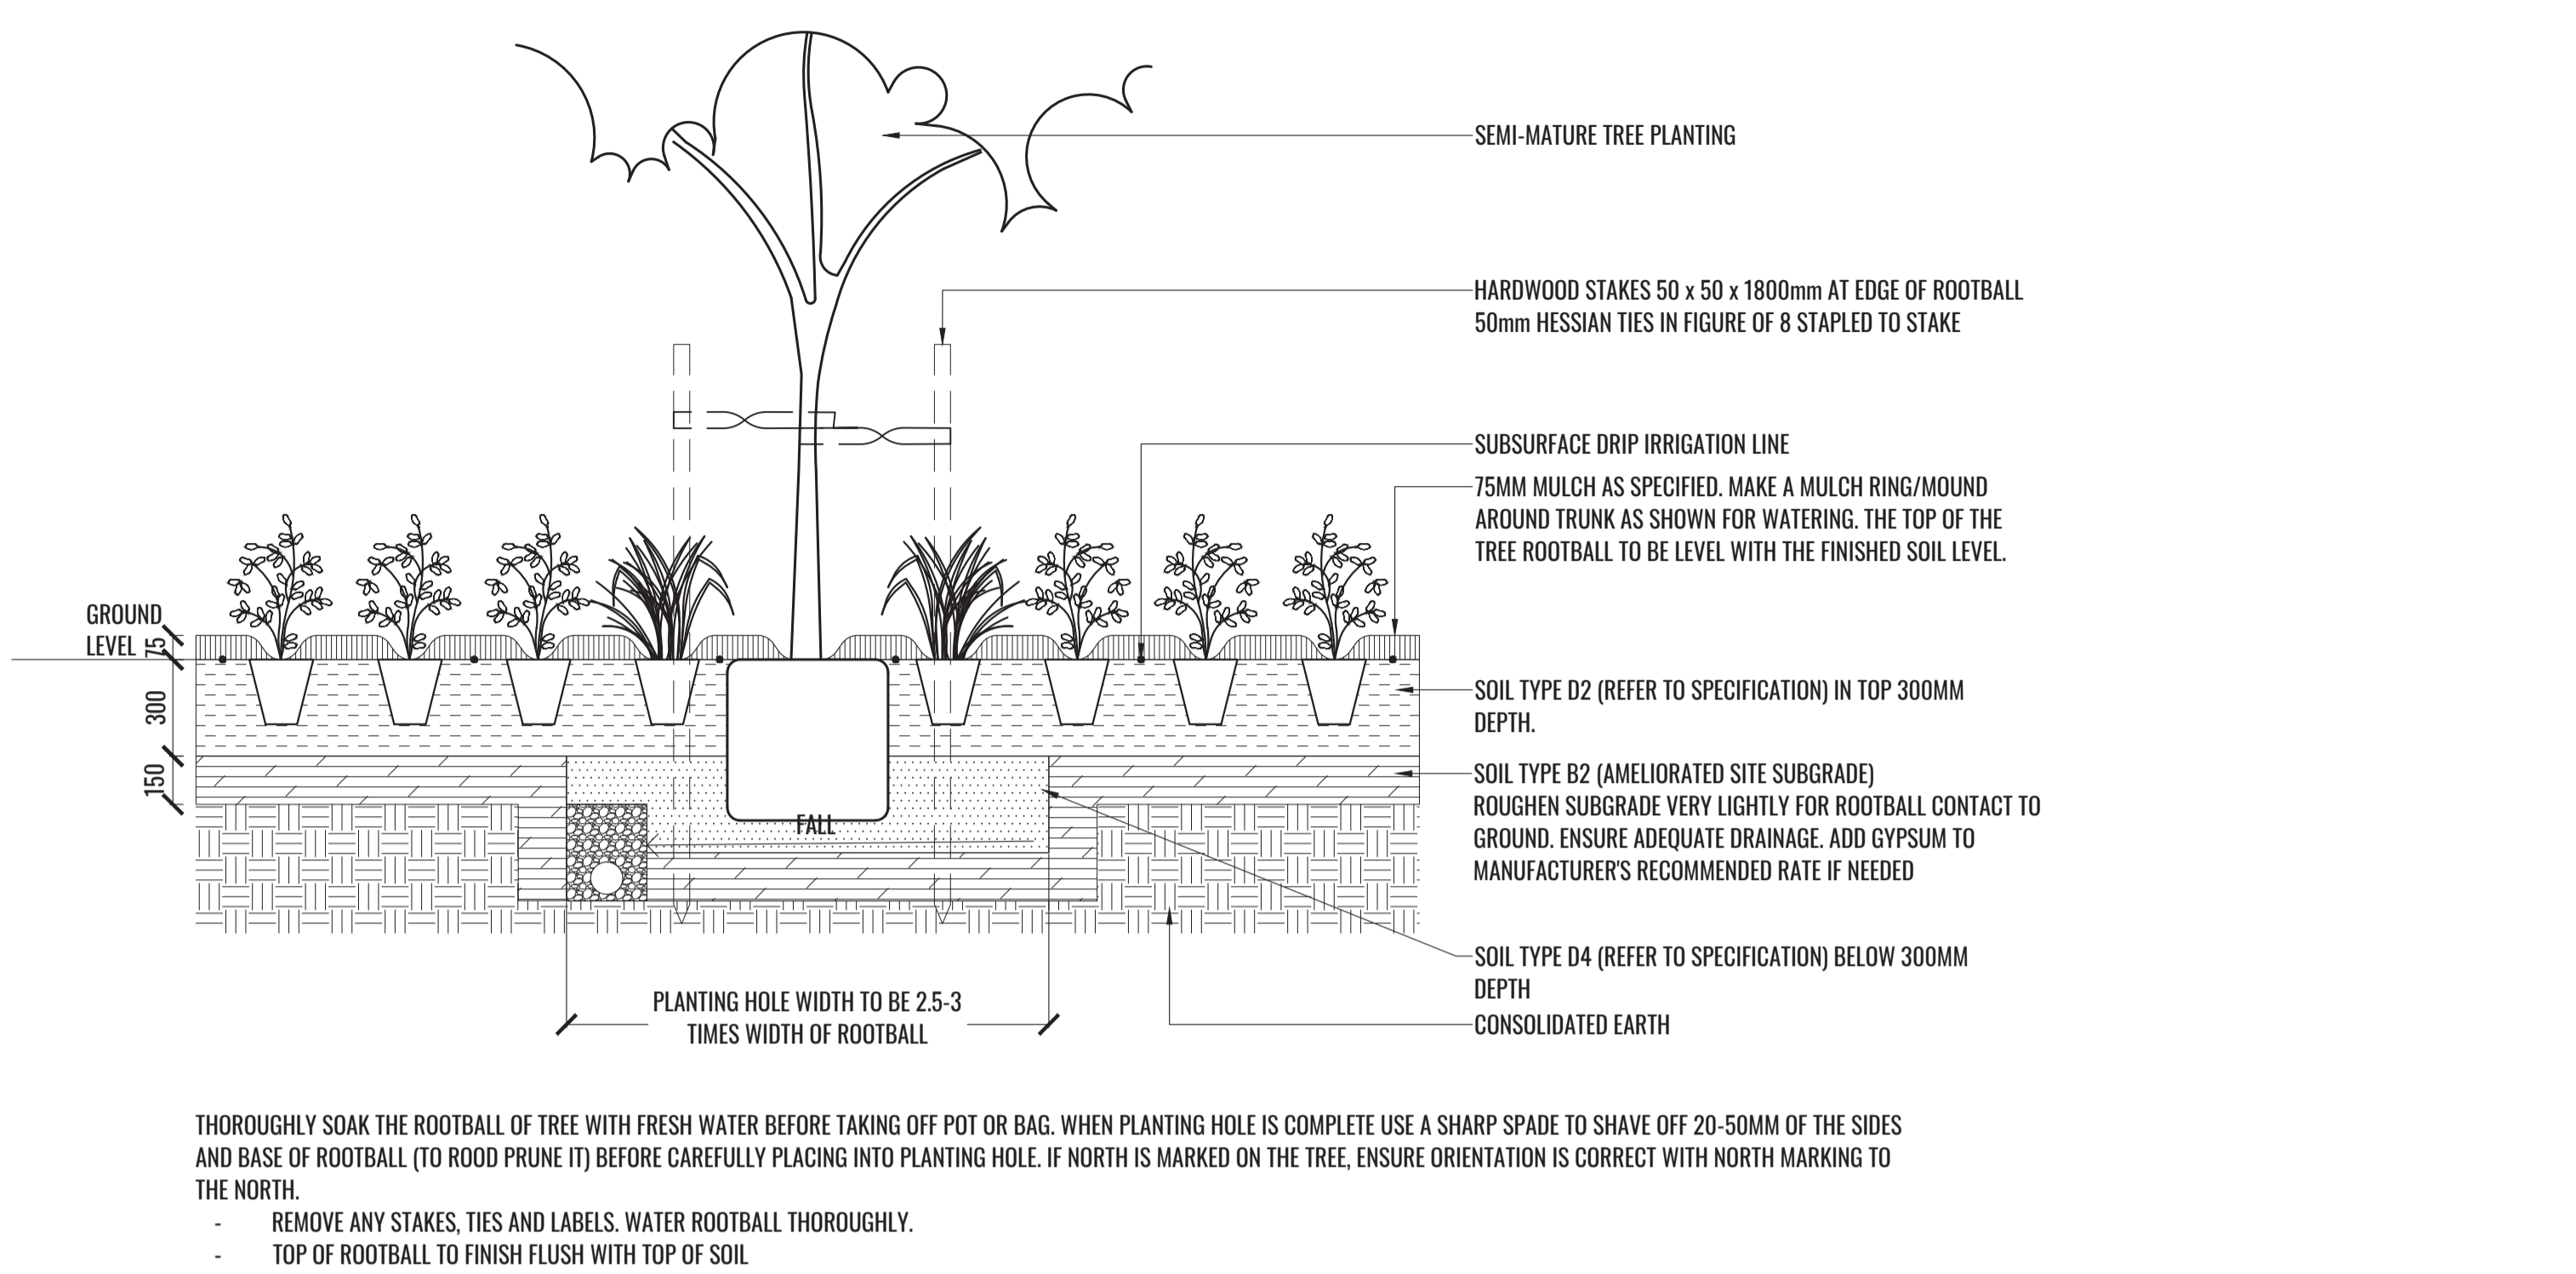 SEMI-MATURE TREE PLANTING
HARDWOOD STAKES 50 x 50 x 1800mm AT EDGE OF ROOTBALL
50mm HESSIAN TIES IN FIGURE OF 8 STAPLED TO STAKE
SUBSURFACE DRIP IRRIGATION LINE
75MM MULCH AS SPECIFIED. MAKE A MULCH RING/MOUND
AROUND TRUNK AS SHOWN FOR WATERING. THE TOP OF THE
TREE ROOTBALL TO BE LEVEL WITH THE FINISHED SOIL LEVEL.
GROUND
LEVEL
75
300
150
SOIL TYPE D2 (REFER TO SPECIFICATION) IN TOP 300MM
DEPTH.
SOIL TYPE B2 (AMELIORATED SITE SUBGRADE)
ROUGHEN SUBGRADE VERY LIGHTLY FOR ROOTBALL CONTACT TO
GROUND. ENSURE ADEQUATE DRAINAGE. ADD GYPSUM TO
MANUFACTURER'S RECOMMENDED RATE IF NEEDED
FALL
SOIL TYPE D4 (REFER TO SPECIFICATION) BELOW 300MM
DEPTH
CONSOLIDATED EARTH
PLANTING HOLE WIDTH TO BE 2.5-3
TIMES WIDTH OF ROOTBALL
THOROUGHLY SOAK THE ROOTBALL OF TREE WITH FRESH WATER BEFORE TAKING OFF POT OR BAG. WHEN PLANTING HOLE IS COMPLETE USE A SHARP SPADE TO SHAVE OFF 20-50MM OF THE SIDES
AND BASE OF ROOTBALL (TO ROOD PRUNE IT) BEFORE CAREFULLY PLACING INTO PLANTING HOLE. IF NORTH IS MARKED ON THE TREE, ENSURE ORIENTATION IS CORRECT WITH NORTH MARKING TO
THE NORTH.
- REMOVE ANY STAKES, TIES AND LABELS. WATER ROOTBALL THOROUGHLY.
- TOP OF ROOTBALL TO FINISH FLUSH WITH TOP OF SOIL